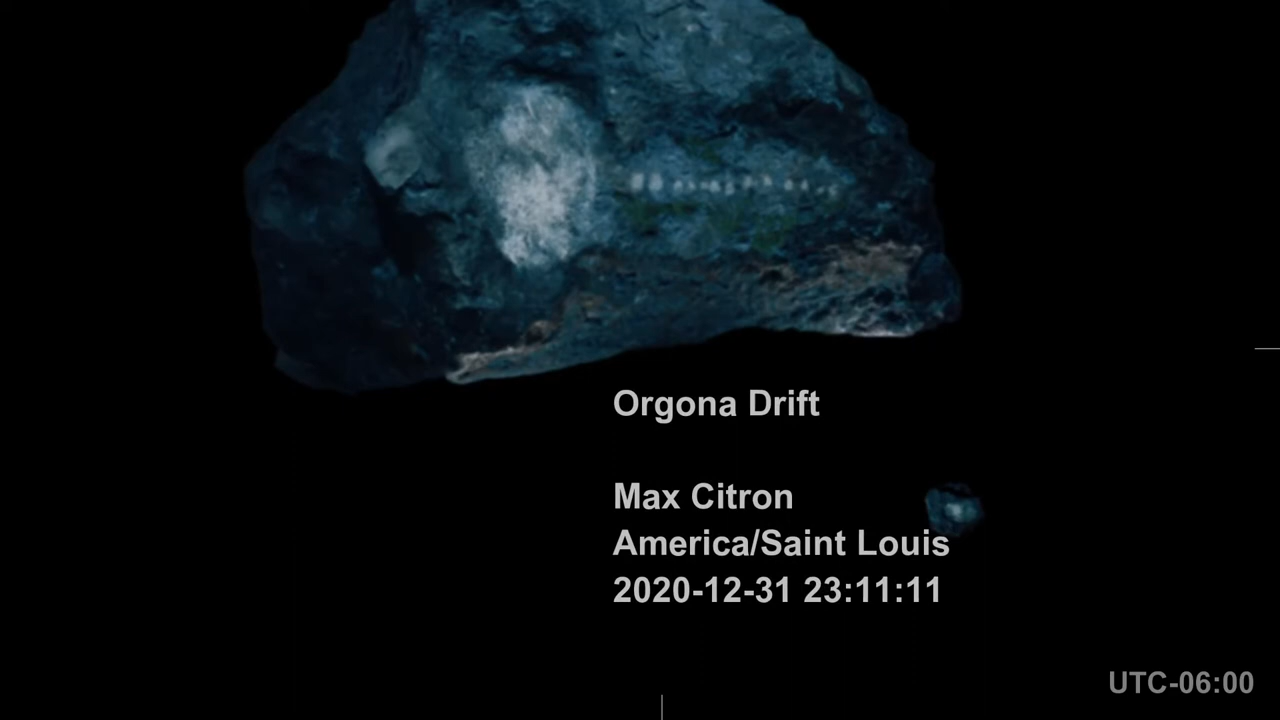 Orgona Drift
Max Citron
America/Saint Louis
2020-12-31 23:11:11
UTC-06:00